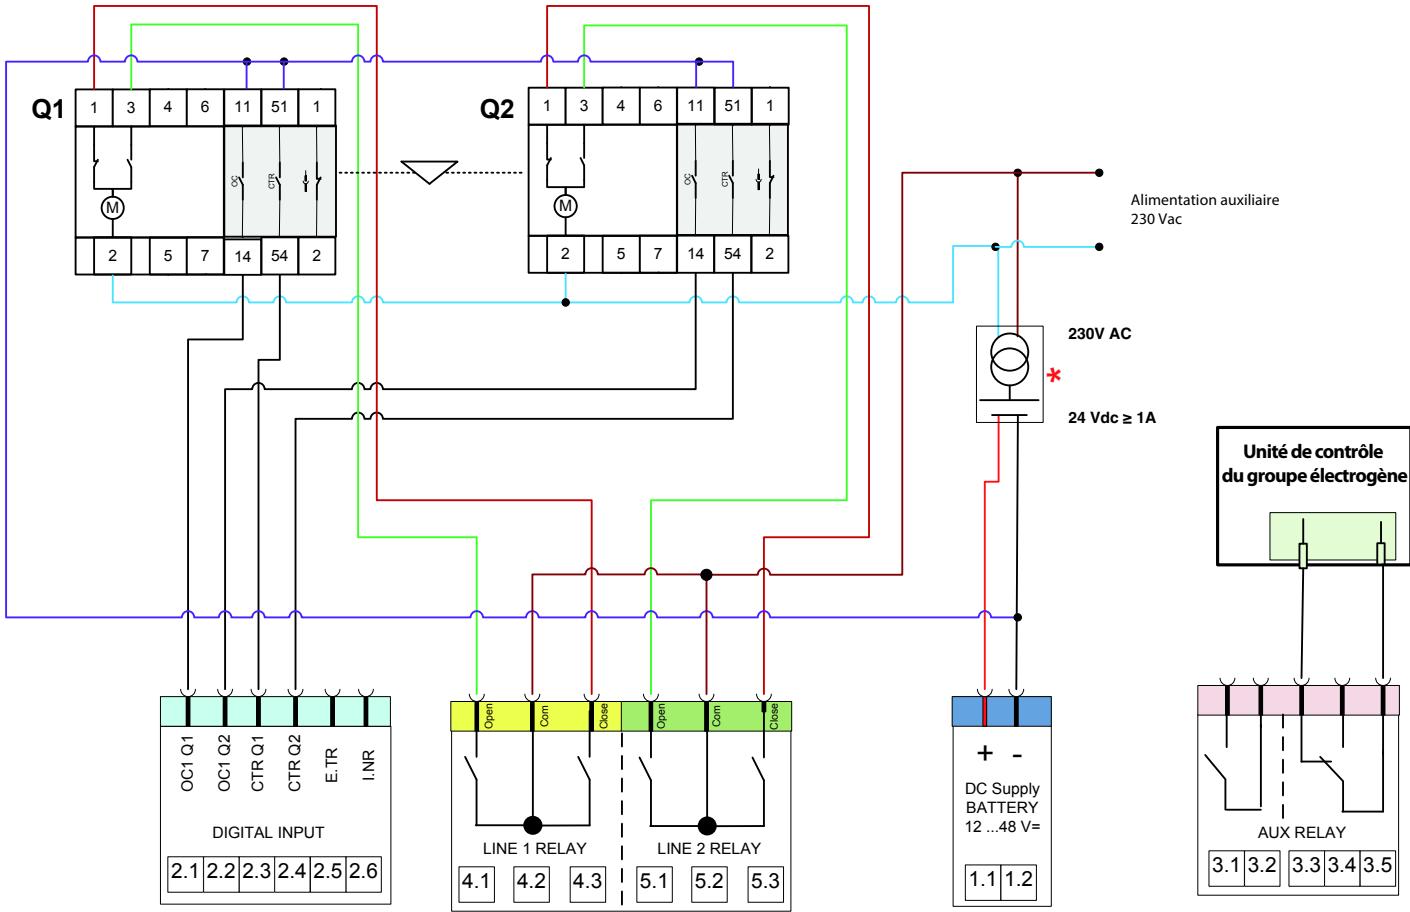 Q1
1 3 4 6 11 51 1
OC CTR
M
2 5 7 14 54 2
Q2
1 3 4 6 11 51 1
OC CTR
M
2 5 7 14 54 2
Alimentation auxiliaire
230 Vac
230V AC
*
24 Vdc ≥ 1A
Unité de contrôle
du groupe électrogène
OC1 Q1
OC1 Q2
CTR Q1
CTR Q2
E.TR
I.NR
DIGITAL INPUT
2.1 2.2 2.3 2.4 2.5 2.6
Open Com Close Open Com Close
LINE 1 RELAY
LINE 2 RELAY
4.1 4.2 4.3 5.1 5.2 5.3
+ -
DC Supply
BATTERY
12 ...48 V=
1.1 1.2
AUX RELAY
3.1 3.2 3.3 3.4 3.5